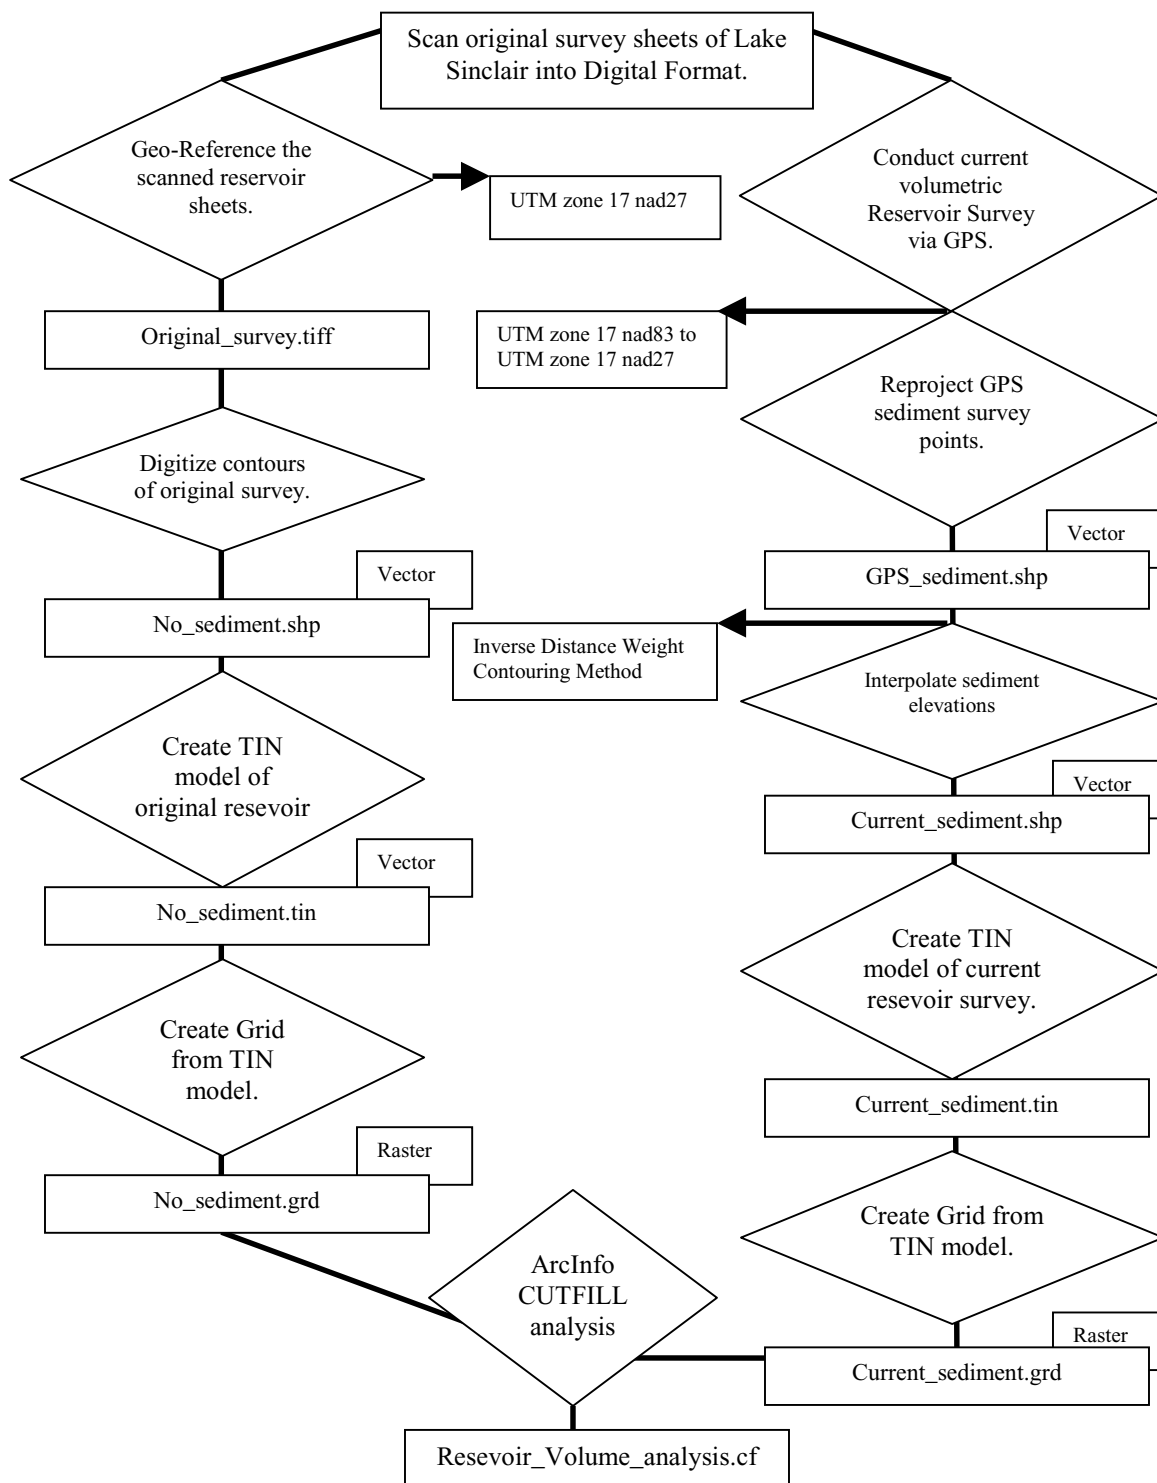 Scan original survey sheets of Lake
Sinclair into Digital Format.
Geo-Reference the
scanned reservoir
sheets.
UTM zone 17 nad27
Original_survey.tiff
Digitize contours
of original survey.
Vector
No_sediment.shp
Create TIN
model of
original resevoir
Vector
No_sediment.tin
Create Grid
from TIN
model.
Raster
No_sediment.grd
Conduct current
volumetric
Reservoir Survey
via GPS.
UTM zone 17 nad83 to
UTM zone 17 nad27
Reproject GPS
sediment survey
points.
Vector
GPS_sediment.shp
Inverse Distance Weight
Contouring Method
Interpolate sediment
elevations
Vector
Current_sediment.shp
Create TIN
model of current
resevoir survey.
Current_sediment.tin
Create Grid from
TIN model.
Raster
Current_sediment.grd
ArcInfo
CUTFILL
analysis
Resevoir_Volume_analysis.cf